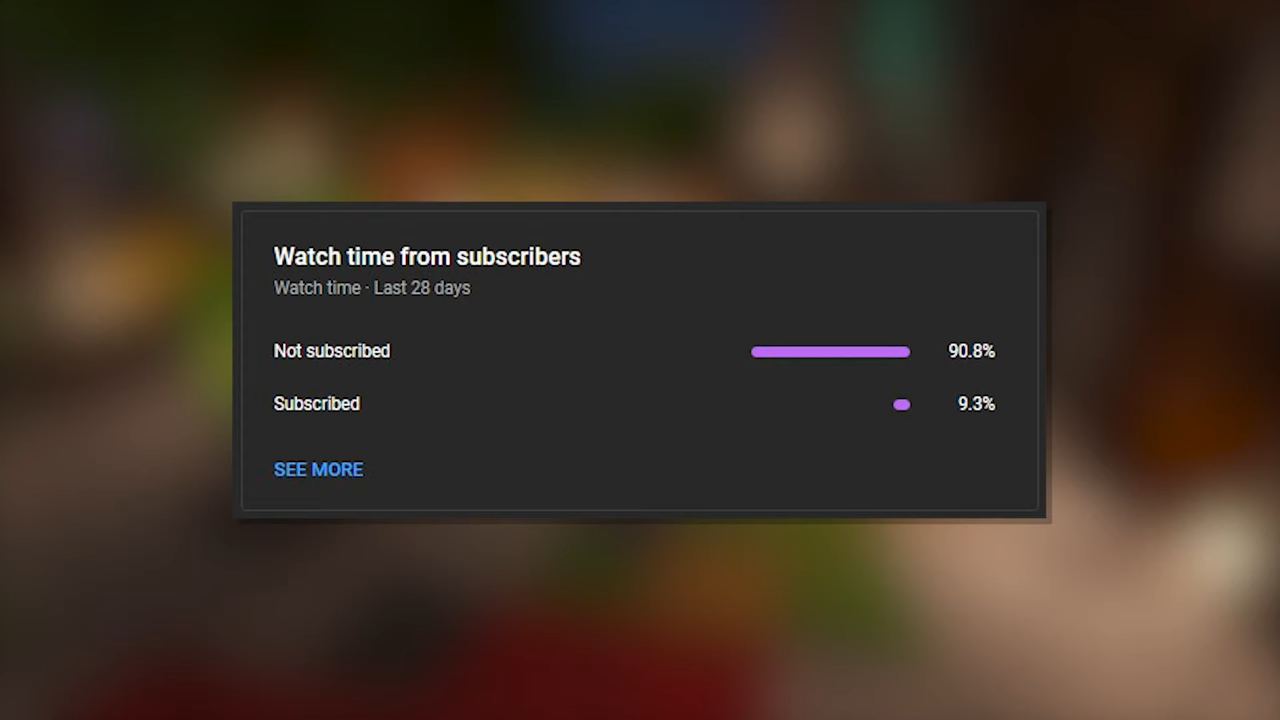 Watch time from subscribers
Watch time · Last 28 days
Not subscribed 90.8%
Subscribed 9.3%
SEE MORE